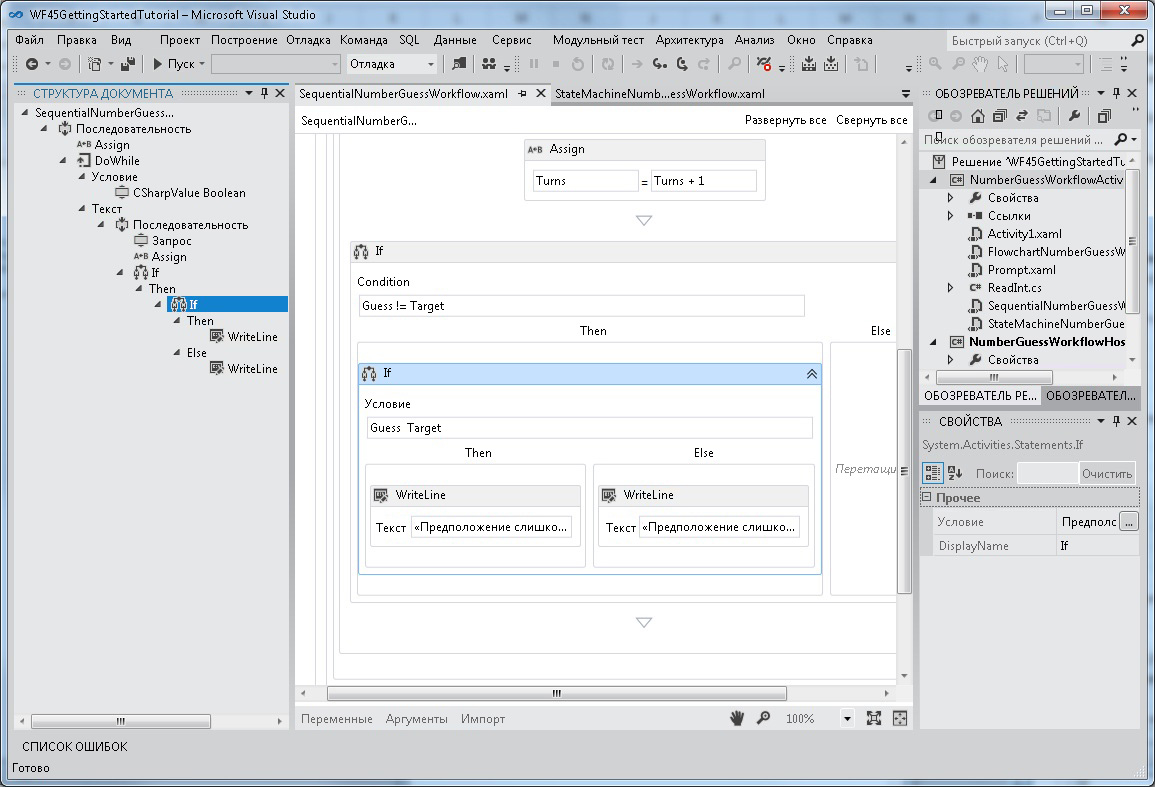 WF45GettingStartedTutorial – Microsoft Visual Studio
Файл Правка Вид Проект Построение Отладка Команда SQL Данные Сервис Модульный тест Архитектура Анализ Окно Справка
Быстрый запуск (Ctrl+Q)
Пуск Отладка
СТРУКТУРА ДОКУМЕНТА
SequentialNumberGuess...
Последовательность
A+B Assign
DoWhile
Условие
CSharpValue Boolean
Текст
Последовательность
Запрос
A+B Assign
If
Then
If
Then
WriteLine
Else
WriteLine
SequentialNumberGuessWorkflow.xaml
StateMachineNumb...essWorkflow.xaml
SequentialNumberG...
Развернуть все Свернуть все
A+B Assign
Turns = Turns + 1
If
Condition
Guess != Target
Then Else
If
Условие
Guess  Target
Then Else
WriteLine WriteLine
Текст «Предположение слишко... Текст «Предположение слишко...
Перетащи
Переменные Аргументы Импорт
100%
ОБОЗРЕВАТЕЛЬ РЕШЕНИЙ
Поиск обозревателя решений ...
Решение "WF45GettingStartedTu
C# NumberGuessWorkflowActiv
Свойства
Ссылки
Activity1.xaml
FlowchartNumberGuessW
Prompt.xaml
C# ReadInt.cs
SequentialNumberGuessW
StateMachineNumberGue
C# NumberGuessWorkflowHos
Свойства
ОБОЗРЕВАТЕЛЬ РЕ... ОБОЗРЕВАТЕЛ...
СВОЙСТВА
System.Activities.Statements.If
Поиск: Очистить
Прочее
Условие Предполс ...
DisplayName If
СПИСОК ОШИБОК
Готово